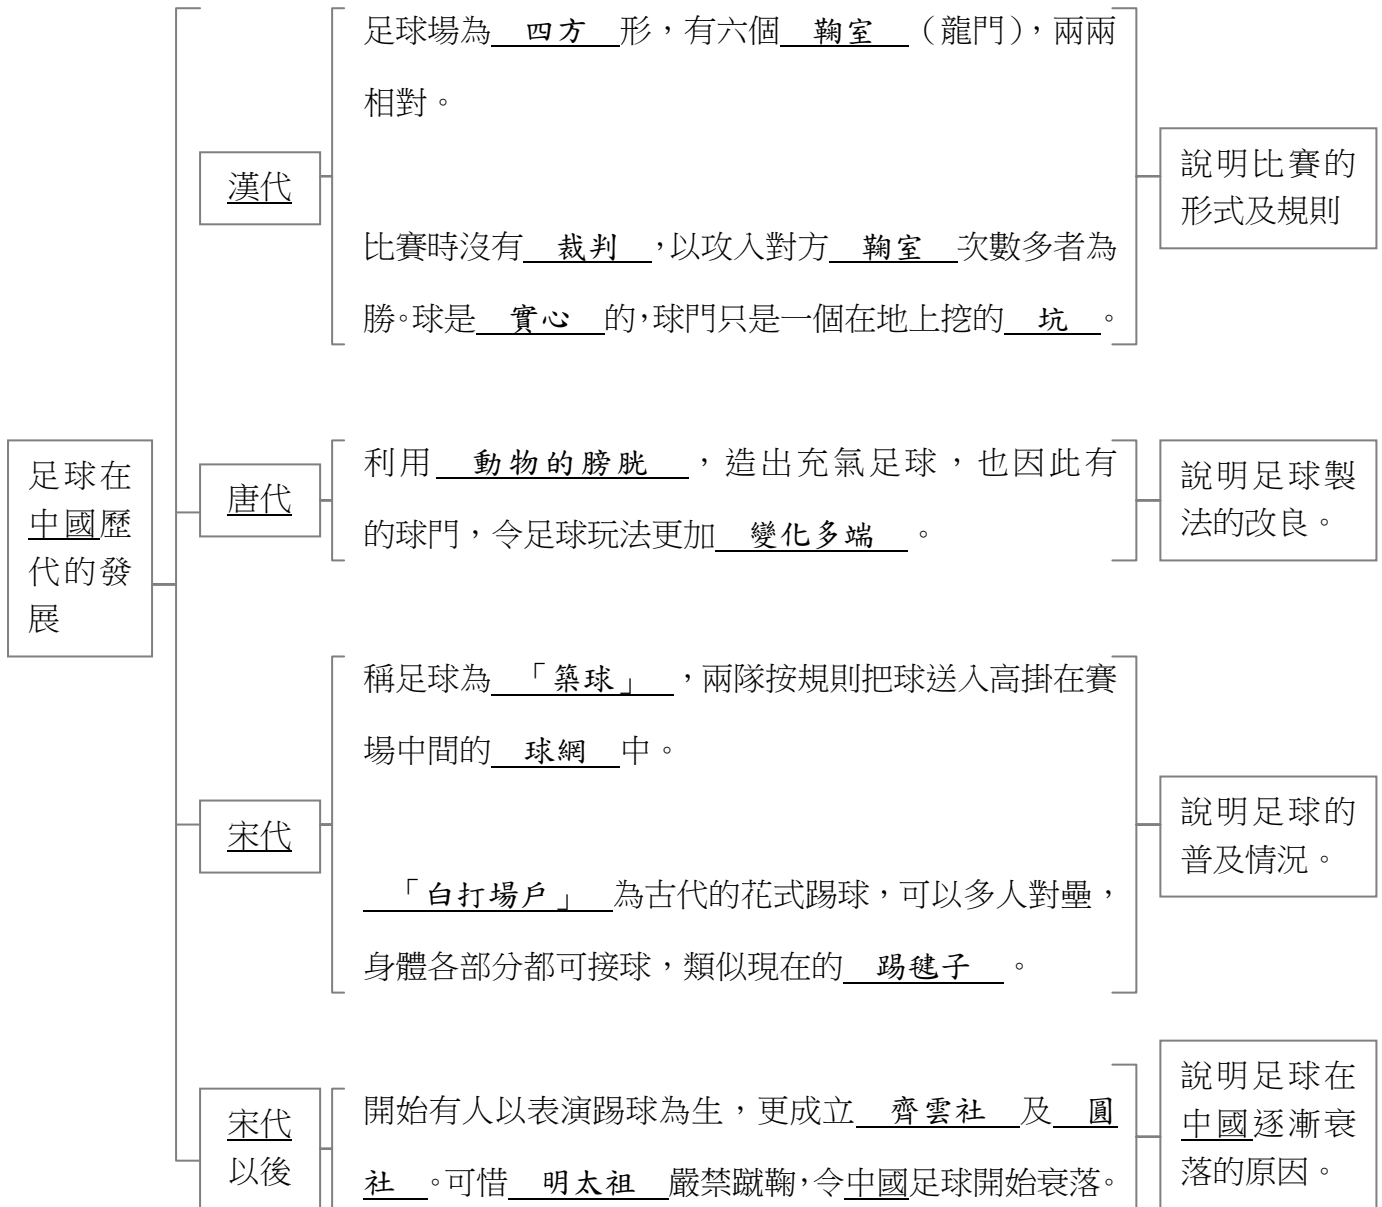 足球場為 四方 形，有六個 鞠室 （龍門），兩兩
相對。
漢代
說明比賽的
形式及規則
比賽時沒有 裁判 ，以攻入對方 鞠室 次數多者為
勝。球是 實心 的，球門只是一個在地上挖的 坑 。
足球在
中國歷
代的發
展
唐代
利用 動物的膀胱 ，造出充氣足球，也因此有
的球門，令足球玩法更加 變化多端 。
說明足球製
法的改良。
稱足球為 「築球」 ，兩隊按規則把球送入高掛在賽
場中間的 球網 中。
宋代
說明足球的
普及情況。
「白打場戶」 為古代的花式踢球，可以多人對壘，
身體各部分都可接球，類似現在的 踢毽子 。
宋代
以後
開始有人以表演踢球為生，更成立 齊雲社 及 圓
社 。可惜 明太祖 嚴禁蹴鞠，令中國足球開始衰落。
說明足球在
中國逐漸衰
落的原因。